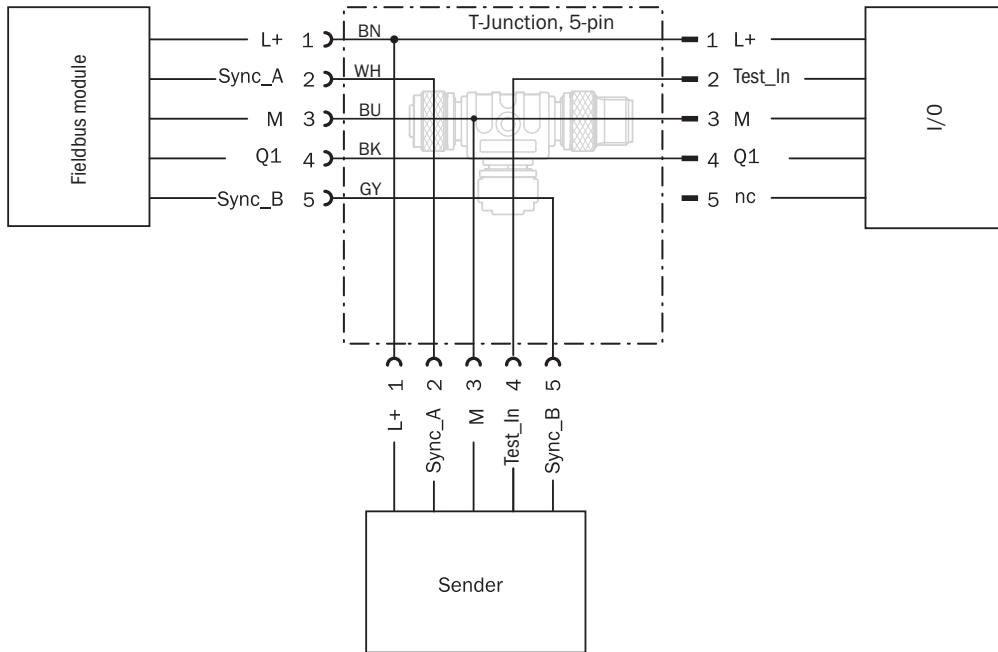 T-Junction, 5-pin
Fieldbus module
L+ 1 BN
Sync_A 2 WH
M 3 BU
Q1 4 BK
Sync_B 5 GY
1 L+
2 Test_In
3 M
4 Q1
5 nc
I/0
1 2 3 4 5
L+ Sync_A M Test_In Sync_B
Sender